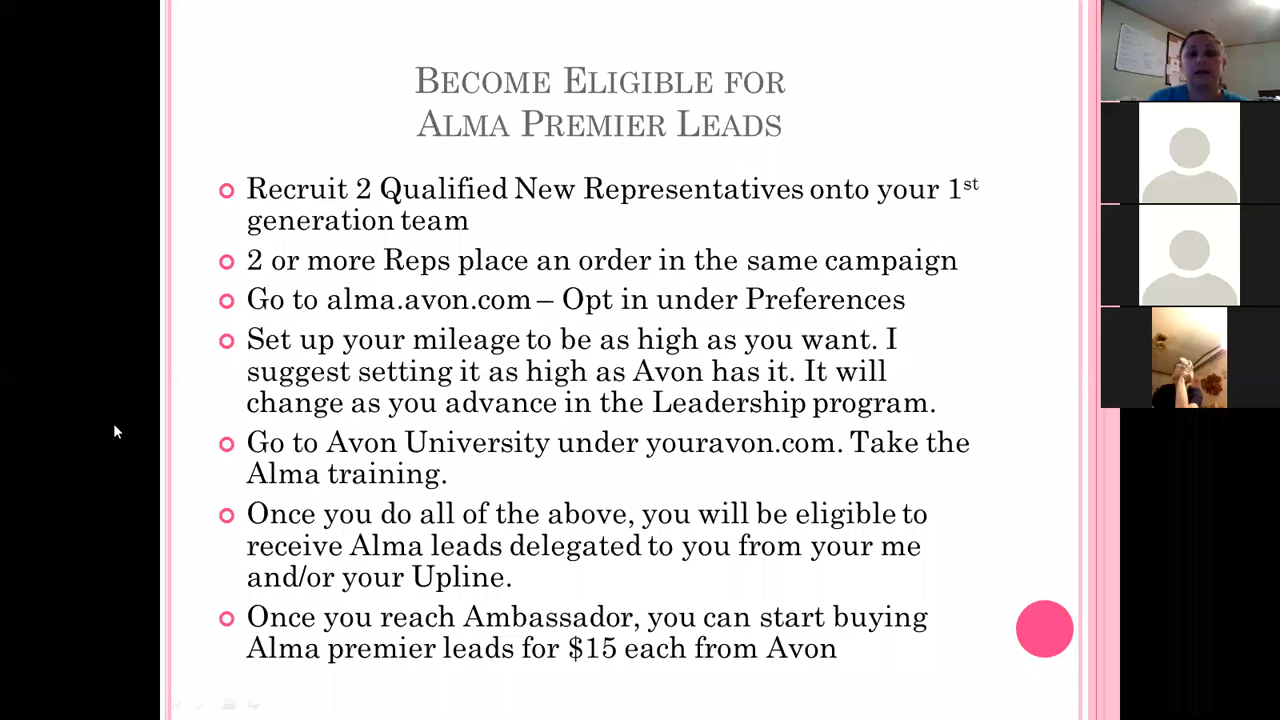 BECOME ELIGIBLE FOR
ALMA PREMIER LEADS
Recruit 2 Qualified New Representatives onto your 1st
generation team
2 or more Reps place an order in the same campaign
Go to alma.avon.com – Opt in under Preferences
Set up your mileage to be as high as you want. I
suggest setting it as high as Avon has it. It will
change as you advance in the Leadership program.
Go to Avon University under youravon.com. Take the
Alma training.
Once you do all of the above, you will be eligible to
receive Alma leads delegated to you from your me
and/or your Upline.
Once you reach Ambassador, you can start buying
Alma premier leads for $15 each from Avon